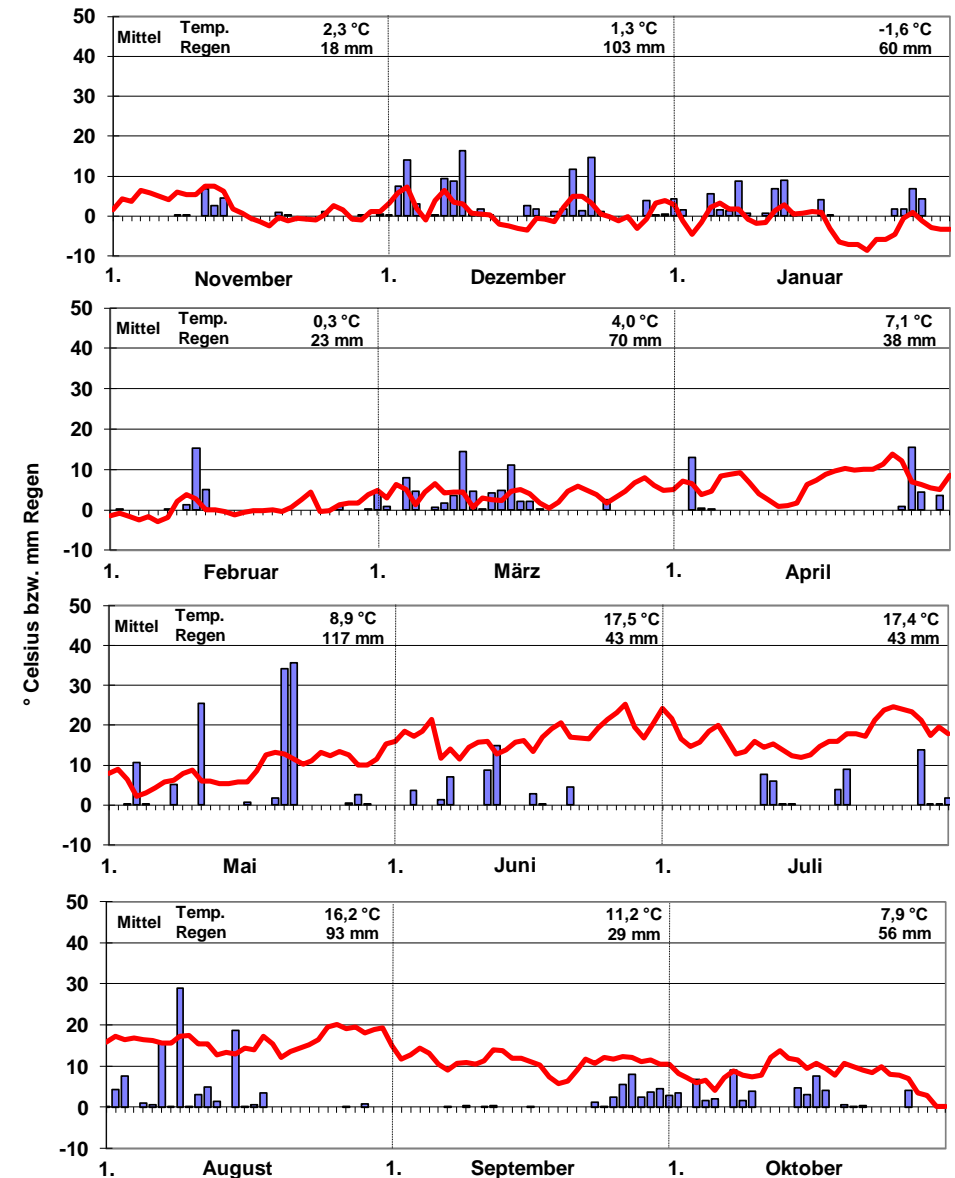 ° Celsius bzw. mm Regen
50
40
30
20
10
0
-10
Mittel Temp. 2,3 °C 1,3 °C -1,6 °C
Regen 18 mm 103 mm 60 mm
1. November 1. Dezember 1. Januar
50
40
30
20
10
0
-10
Mittel Temp. 0,3 °C 4,0 °C 7,1 °C
Regen 23 mm 70 mm 38 mm
1. Februar 1. März 1. April
50
40
30
20
10
0
-10
Mittel Temp. 8,9 °C 17,5 °C 17,4 °C
Regen 117 mm 43 mm 43 mm
1. Mai 1. Juni 1. Juli
50
40
30
20
10
0
-10
Mittel Temp. 16,2 °C 11,2 °C 7,9 °C
Regen 93 mm 29 mm 56 mm
1. August 1. September 1. Oktober